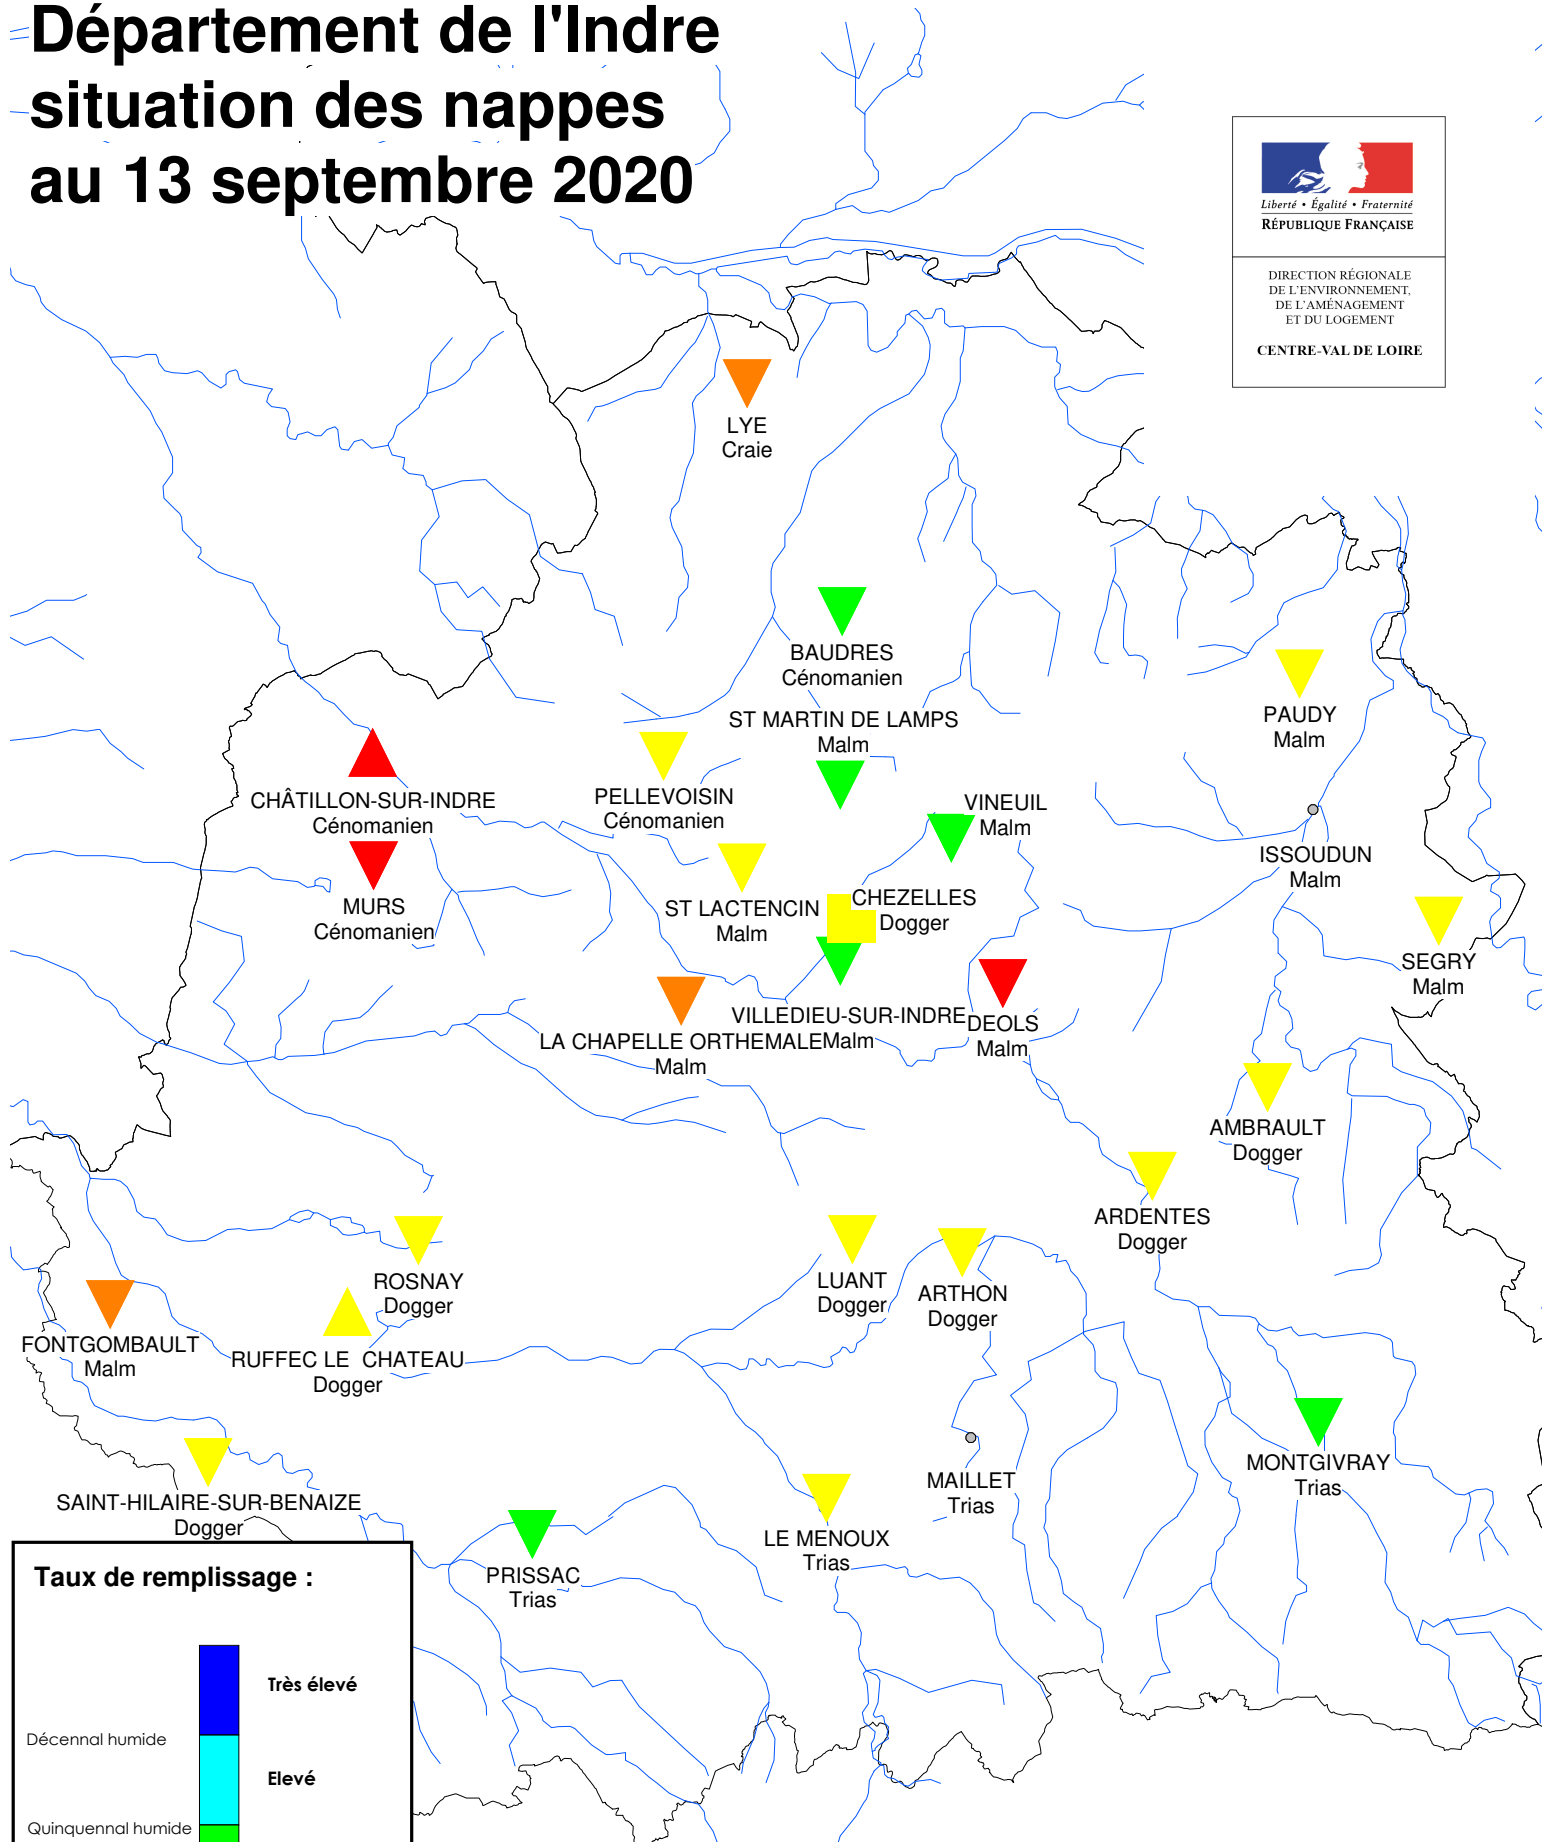 Département de l'Indre
situation des nappes
au 13 septembre 2020
Liberté • Égalité • Fraternité
RÉPUBLIQUE FRANÇAISE
DIRECTION RÉGIONALE
DE L'ENVIRONNEMENT,
DE L'AMÉNAGEMENT
ET DU LOGEMENT
CENTRE-VAL DE LOIRE
LYE
Craie
BAUDRES
Cénomanien
ST MARTIN DE LAMPS
Malm
PAUDY
Malm
CHÂTILLON-SUR-INDRE
Cénomanien
PELLEVOISIN
Cénomanien
VINEUIL
Malm
ISSOUDUN
Malm
MURS
Cénomanien
ST LACTENCIN
Malm
CHEZELLES
Dogger
SEGRY
Malm
VILLEDIEU-SUR-INDRE
Malm
DEOLS
Malm
LA CHAPELLE ORTHEMALE
Malm
AMBRAULT
Dogger
ARDENTES
Dogger
ROSNAY
Dogger
LUANT
Dogger
ARTHON
Dogger
FONTGOMBAULT
Malm
RUFFEC LE CHATEAU
Dogger
MONTGIVRAY
Trias
MAILLET
Trias
SAINT-HILAIRE-SUR-BENAIZE
Dogger
LE MENOUX
Trias
PRISSAC
Trias
Taux de remplissage :
Très élevé
Décennal humide
Elevé
Quinquennal humide